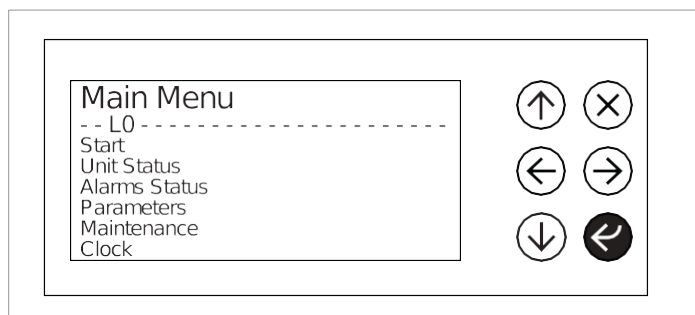 Main Menu
- - L0 - - - - - - - - - - - - - - - - - - - - - -
Start
Unit Status
Alarms Status
Parameters
Maintenance
Clock